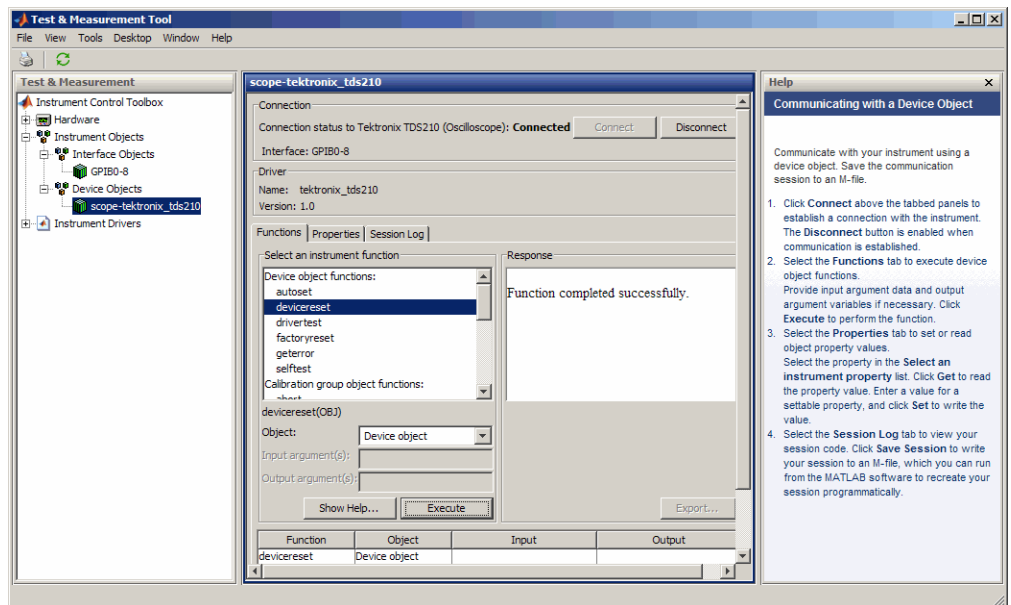 Test & Measurement Tool
File View Tools Desktop Window Help
Test & Measurement
Instrument Control Toolbox
Hardware
Instrument Objects
Interface Objects
GPIB0-8
Device Objects
scope-tektronix_tds210
Instrument Drivers
scope-tektronix_tds210
Connection
Connection status to Tektronix TDS210 (Oscilloscope): Connected
Connect
Disconnect
Interface: GPIB0-8
Driver
Name: tektronix_tds210
Version: 1.0
Functions
Properties
Session Log
Select an instrument function
Device object functions:
autoset
devicereset
drivertest
factoryreset
geterror
selftest
Calibration group object functions:
abort
devicereset(OBJ)
Object:
Device object
Input argument(s):
Output argument(s):
Show Help...
Execute
Response
Function completed successfully.
Export...
Function Object Input Output
devicereset Device object
Help
Communicating with a Device Object
Communicate with your instrument using a
device object. Save the communication
session to an M-file.
1. Click Connect above the tabbed panels to
establish a connection with the instrument.
The Disconnect button is enabled when
communication is established.
2. Select the Functions tab to execute device
object functions.
Provide input argument data and output
argument variables if necessary. Click
Execute to perform the function.
3. Select the Properties tab to set or read
object property values.
Select the property in the Select an
instrument property list. Click Get to read
the property value. Enter a value for a
settable property, and click Set to write the
value.
4. Select the Session Log tab to view your
session code. Click Save Session to write
your session to an M-file, which you can run
from the MATLAB software to recreate your
session programmatically.